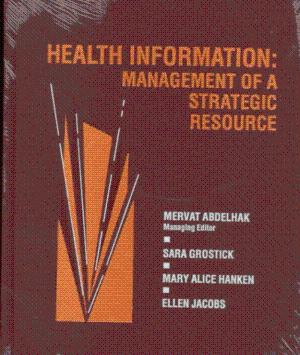 HEALTH INFORMATION:
MANAGEMENT OF A
STRATEGIC
RESOURCE
MERVAT ABDELHAK
Managing Editor
SARA GROSTICK
MARY ALICE HANKEN
ELLEN JACOBS